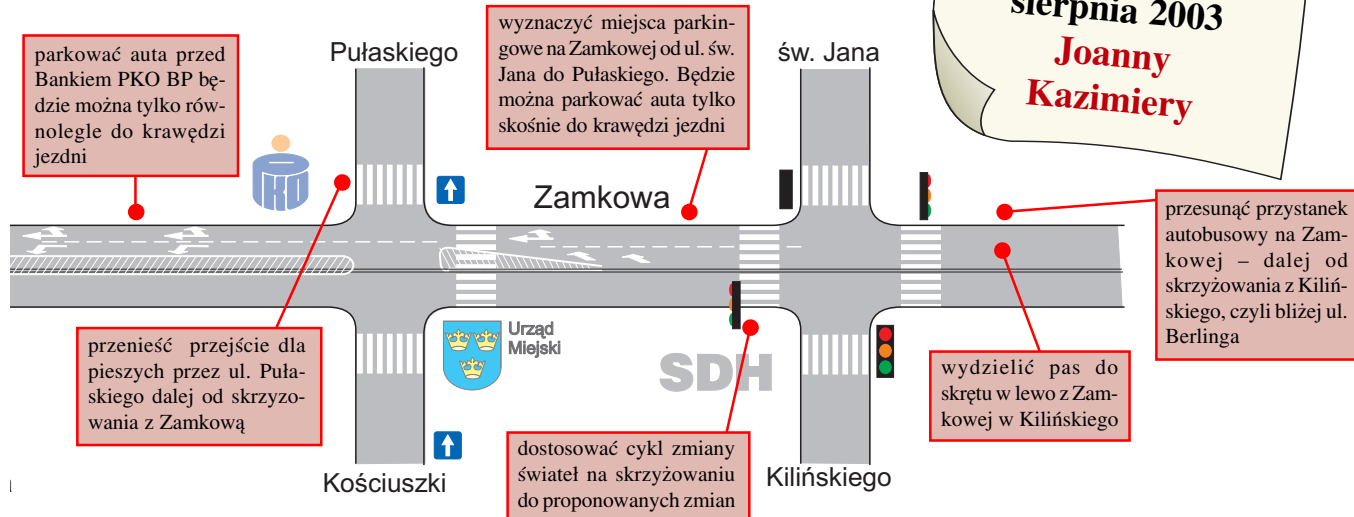 sierpnia 2003
Joanny
Kazimiery
parkować auta przed
Bankiem PKO BP bę-
dzie można tylko rów-
nolegle do krawędzi
jezdni
Pułaskiego
wyznaczyć miejsca parkin-
gowe na Zamkowej od ul. św.
Jana do Pułaskiego. Będzie
można parkować auta tylko
skośnie do krawędzi jezdni
św. Jana
PKO
Zamkowa
przesunąć przystanek
autobusowy na Zam-
kowej – dalej od
skrzyżowania z Kiliń-
skiego, czyli bliżej ul.
Berlinga
przenieść przejście dla
pieszych przez ul. Puła-
skiego dalej od skrzyzo-
wania z Zamkową
Urząd
Miejski
SDH
wydzielić pas do
skrętu w lewo z Zam-
kowej w Kilińskiego
dostosować cykl zmiany
świateł na skrzyżowaniu
do proponowanych zmian
Kościuszki
Kilińskiego